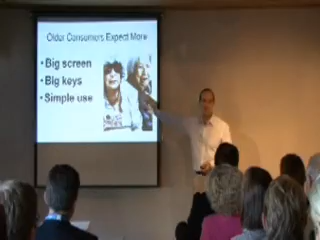 Older Consumers Expect More
• Big screen
• Big keys
• Simple use